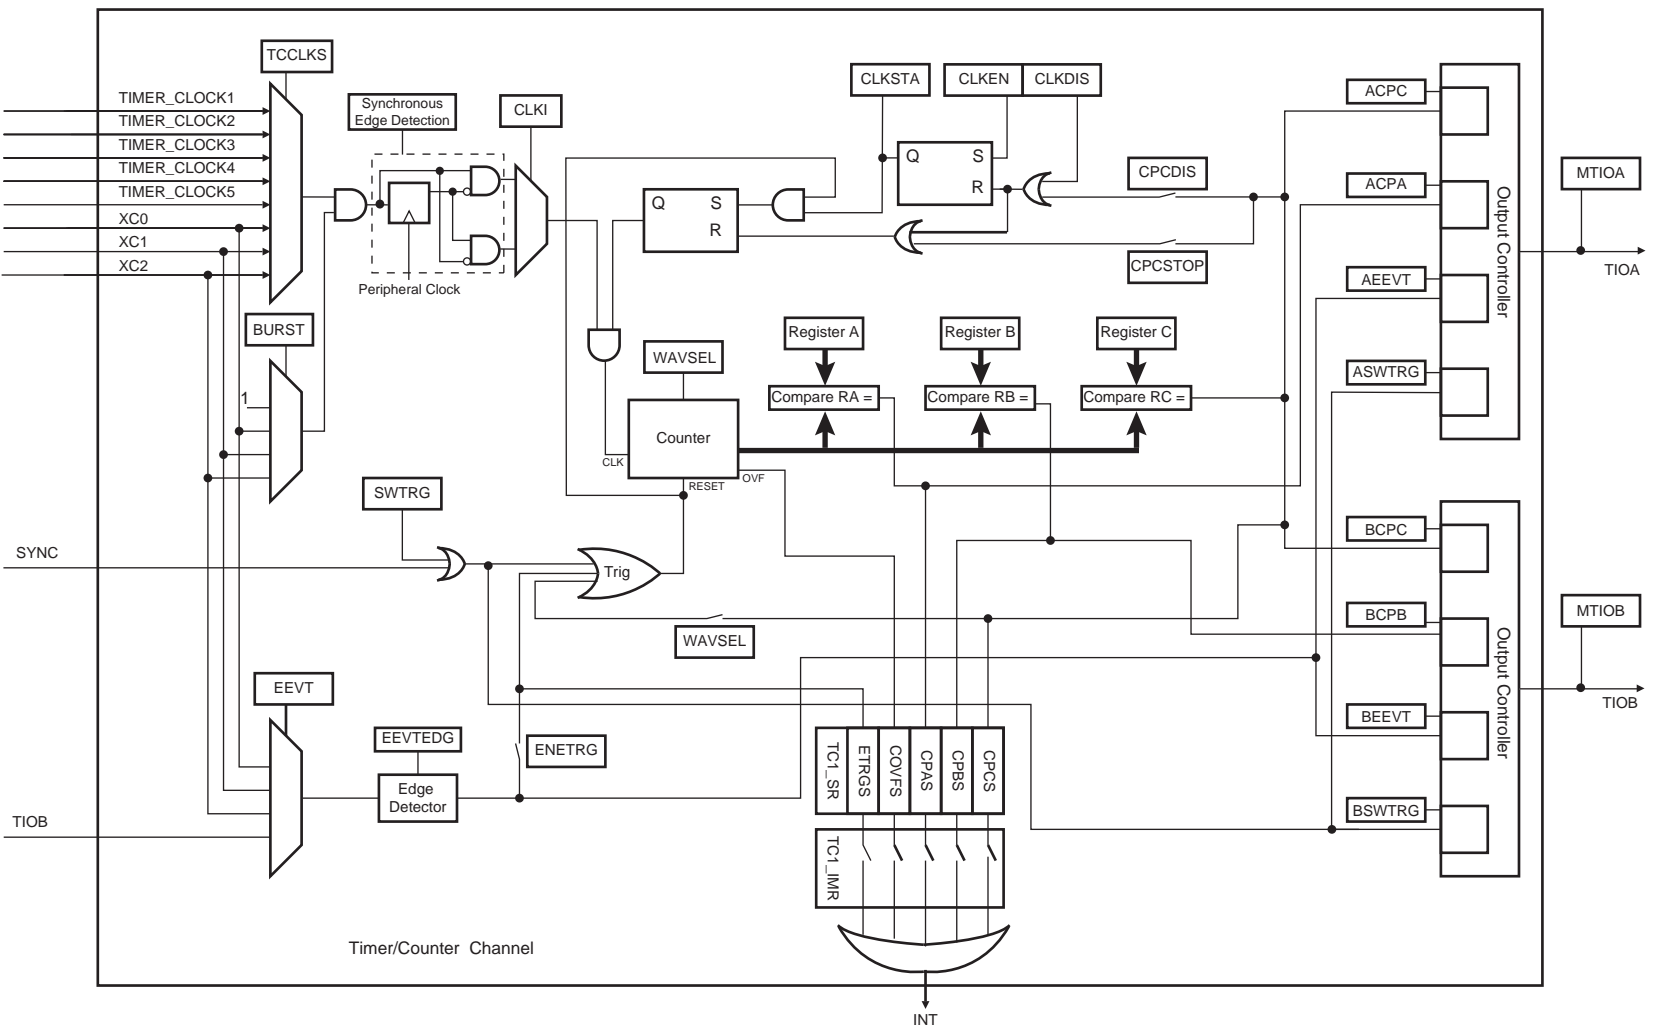 TCCLKS
TIMER_CLOCK1
TIMER_CLOCK2
TIMER_CLOCK3
TIMER_CLOCK4
TIMER_CLOCK5
XC0
XC1
XC2
Synchronous
Edge Detection
CLKI
Peripheral Clock
BURST
1
CLKSTA
CLKEN
CLKDIS
Q
S
R
Q
S
R
CPCDIS
CPCSTOP
ACPC
ACPA
AEEVT
ASWTRG
Output Controller
MTIOA
TIOA
Register A
Register B
Register C
Compare RA =
Compare RB =
Compare RC =
WAVSEL
Counter
CLK
RESET
OVF
SWTRG
SYNC
Trig
WAVSEL
BCPC
BCPB
BEEVT
BSWTRG
Output Controller
MTIOB
TIOB
EEVT
EEVTEDG
Edge
Detector
ENETRG
TIOB
TC1_SR
ETRGS
COVFS
CPAS
CPBS
CPCS
TC1_IMR
Timer/Counter Channel
INT